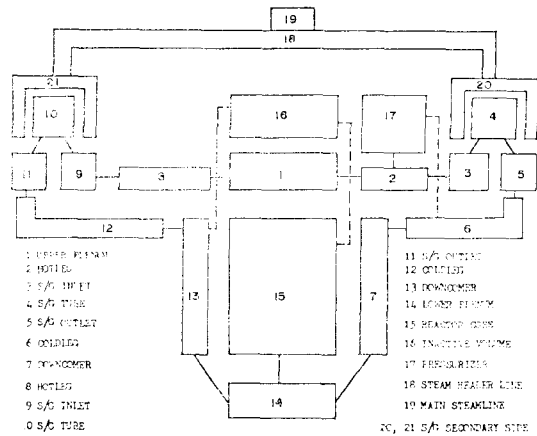 19
18
21
20
10
16
17
4
11
9
3
1
2
3
5
12
6
13
15
7
14
1 UPPER PLENUM
2 HOTLEG
3 S/G INLET
4 S/G TUBE
5 S/G OUTLET
6 COLDLEG
7 DOWNCOMER
8 HOTLEG
9 S/G INLET
10 S/G TUBE
11 S/G OUTLET
12 COLDLEG
13 DOWNCOMER
14 LOWER PLENUM
15 REACTOR CORE
16 INACTIVE VOLUME
17 PRESSURIZER
18 STEAM HEADER LINE
19 MAIN STEAMLINE
20, 21 S/G SECONDARY SIDE